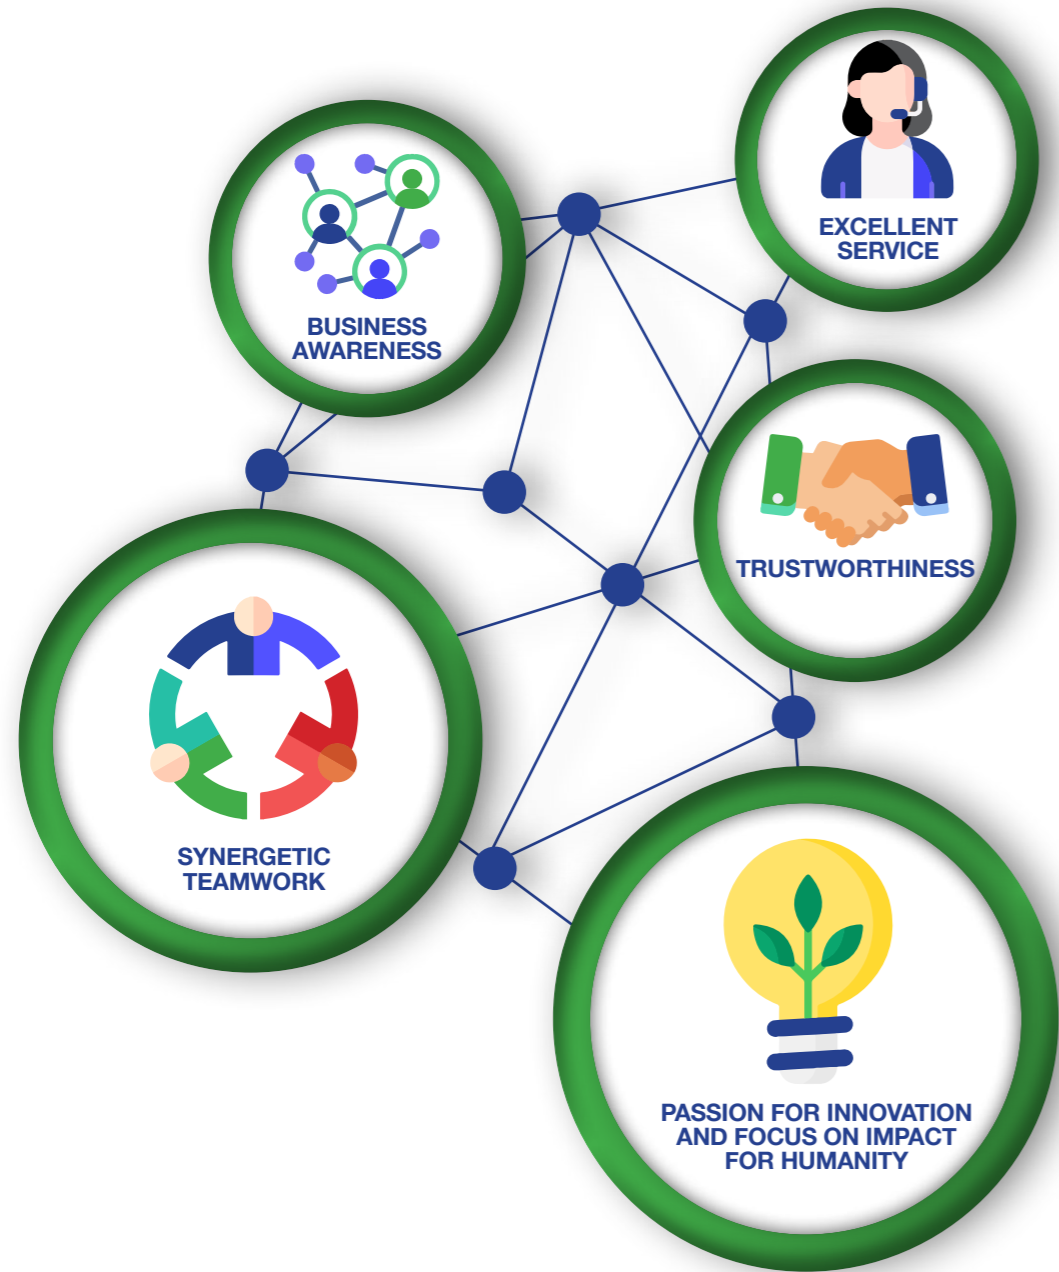 EXCELLENT
SERVICE
BUSINESS
AWARENESS
TRUSTWORTHINESS
SYNERGETIC
TEAMWORK
PASSION FOR INNOVATION
AND FOCUS ON IMPACT
FOR HUMANITY